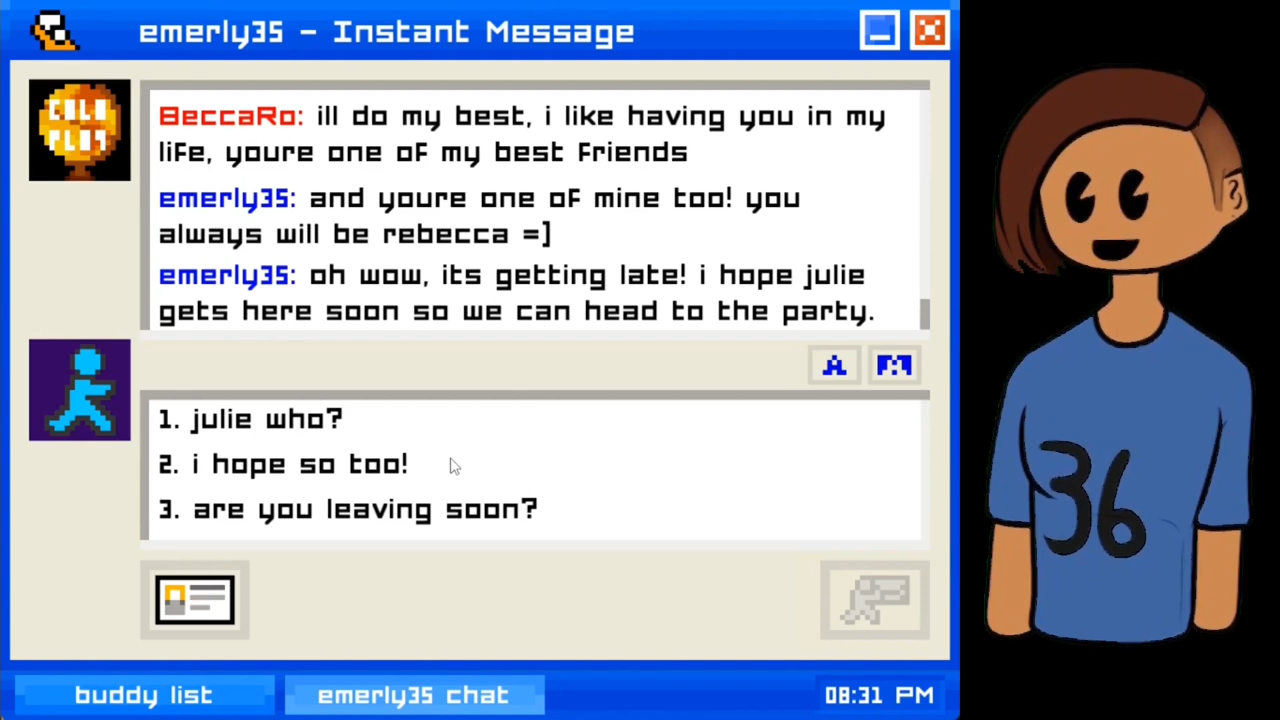 emerly35 - Instant Message
COLD
PLAY
BeccaRo: ill do my best, i like having you in my
life, youre one of my best friends
emerly35: and youre one of mine too! you
always will be rebecca =]
emerly35: oh wow, its getting late! i hope julie
gets here soon so we can head to the party.
A
1. julie who?
2. i hope so too!
3. are you leaving soon?
36
buddy list
emerly35 chat
08:31 PM